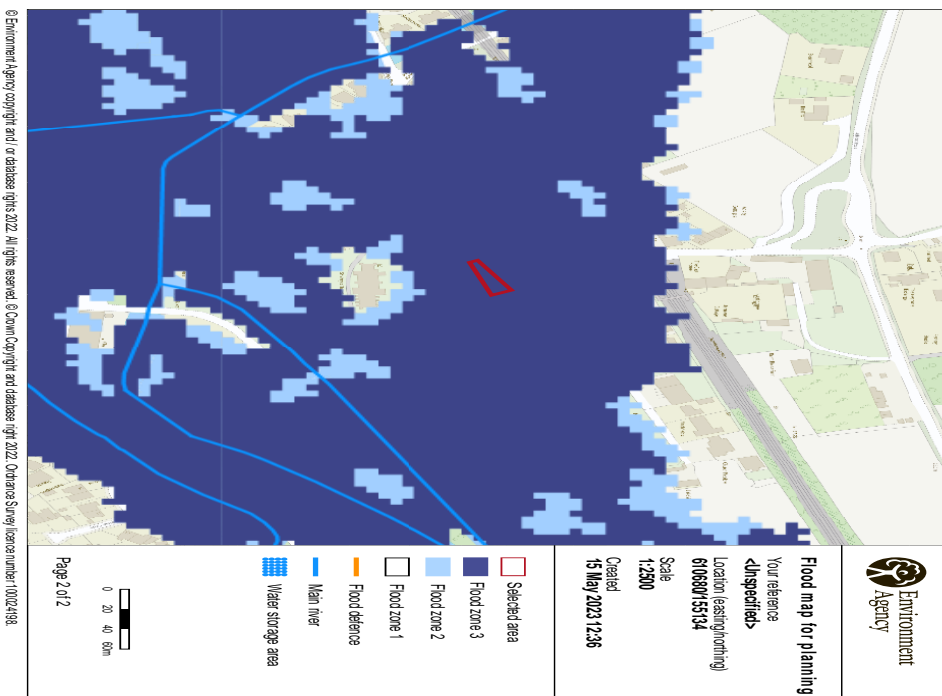 Environment
Agency
Flood map for planning
Your reference
<Unspecified>
Location (easting/northing)
610680/155134
Scale
1:2500
Created
15 May 2023 12:36
Selected area
Flood zone 3
Flood zone 2
Flood zone 1
Flood defence
Main river
Water storage area
0 20 40 60m
Page 2 of 2
© Environment Agency copyright and / or database rights 2022. All rights reserved. © Crown Copyright and database right 2022. Ordnance Survey licence number 100024198.